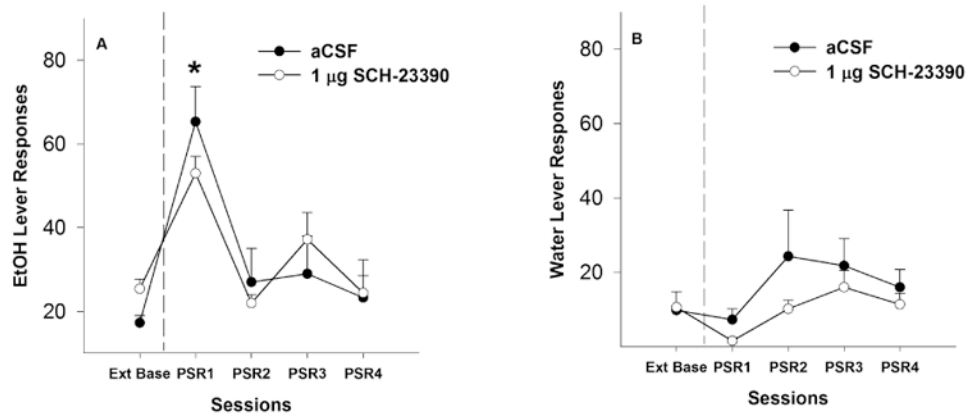 A
aCSF
1 μg SCH-23390
*
80
60
40
20
EtOH Lever Responses
Ext Base PSR1 PSR2 PSR3 PSR4
Sessions
B
aCSF
1 μg SCH-23390
80
60
40
20
Water Lever Respones
Ext Base PSR1 PSR2 PSR3 PSR4
Sessions